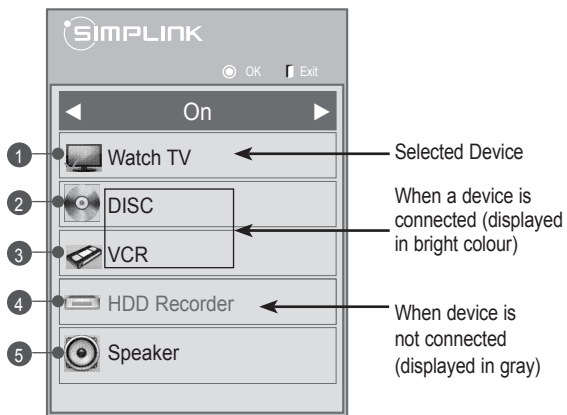 SIMPLINK
OK Exit
On
1 Watch TV
2 DISC
3 VCR
4 HDD Recorder
5 Speaker
Selected Device
When a device is
connected (displayed
in bright colour)
When device is
not connected
(displayed in gray)